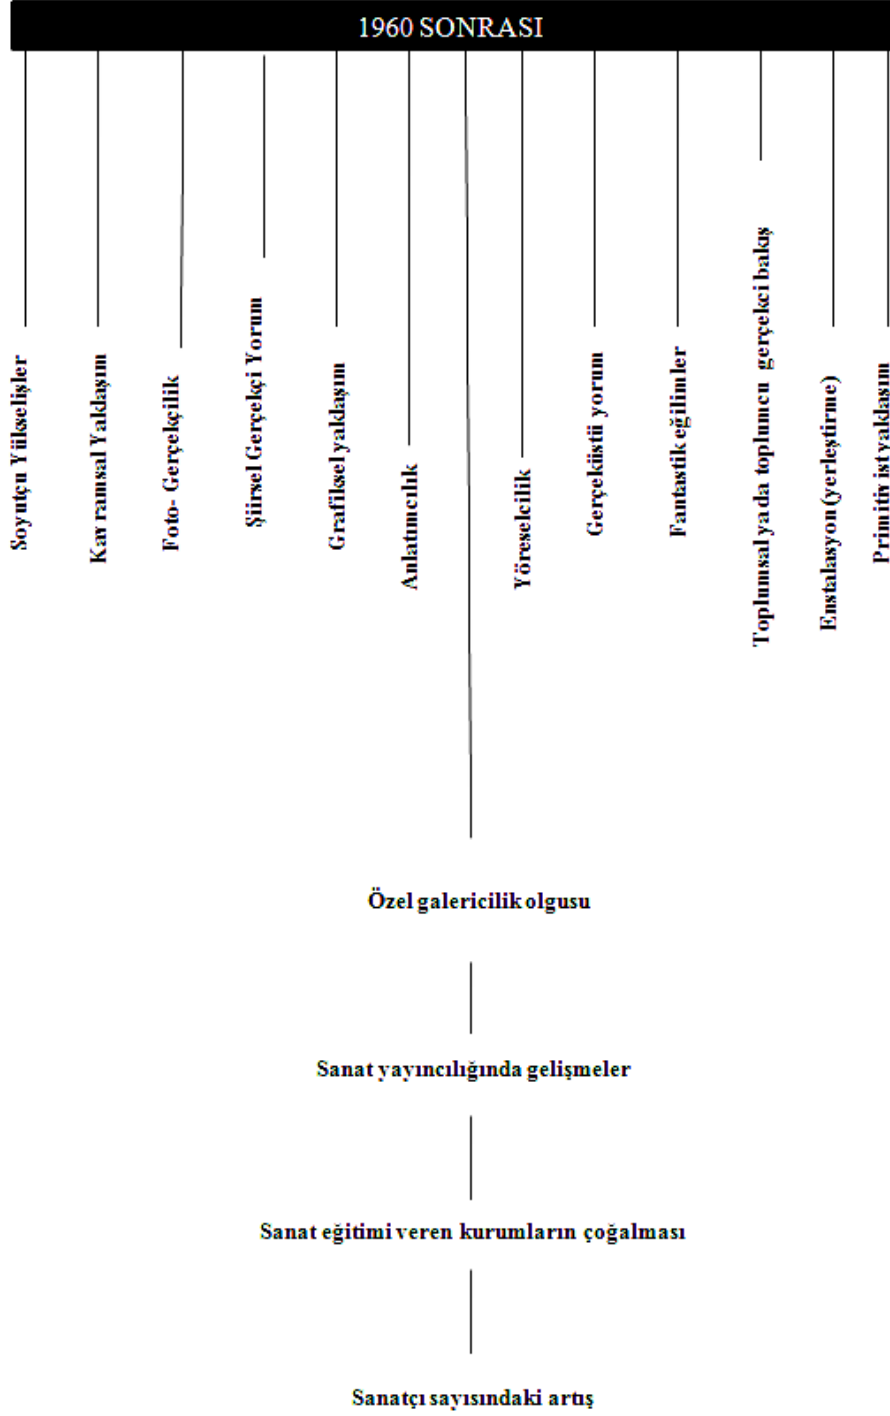 1960 SONRASI
Soyutçu Yükselişler
Kavramsal Yaklaşım
Foto- Gerçekçilik
Şiirsel Gerçekçi Yorum
Grafiksel yaklaşım
Anlatımcılık
Yöreselcilik
Gerçeküstü yorum
Fantastik eğilimler
Toplumsal ya da toplumcu gerçekci bakış
Enstalasyon(yerleştirme)
Primitivist yaklaşım
Özel galericilik olgusu
Sanat yayıncılığında gelişmeler
Sanat eğitimi veren kurumların çoğalması
Sanatçı sayısındaki artış